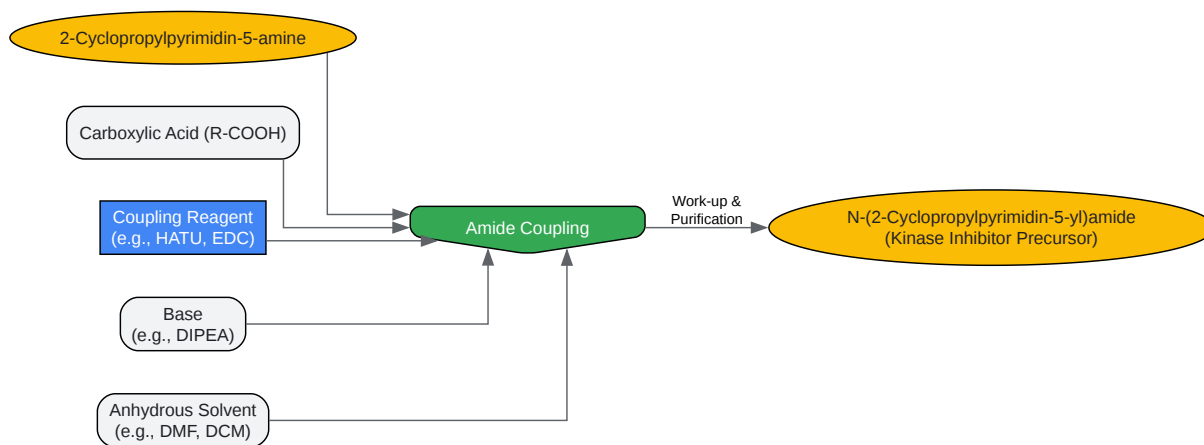 2-Cyclopropylpyrimidin-5-amine
Carboxylic Acid (R-COOH)
Coupling Reagent
(e.g., HATU, EDC)
Base
(e.g., DIPEA)
Anhydrous Solvent
(e.g., DMF, DCM)
Amide Coupling
Work-up &
Purification
N-(2-Cyclopropylpyrimidin-5-yl)amide
(Kinase Inhibitor Precursor)